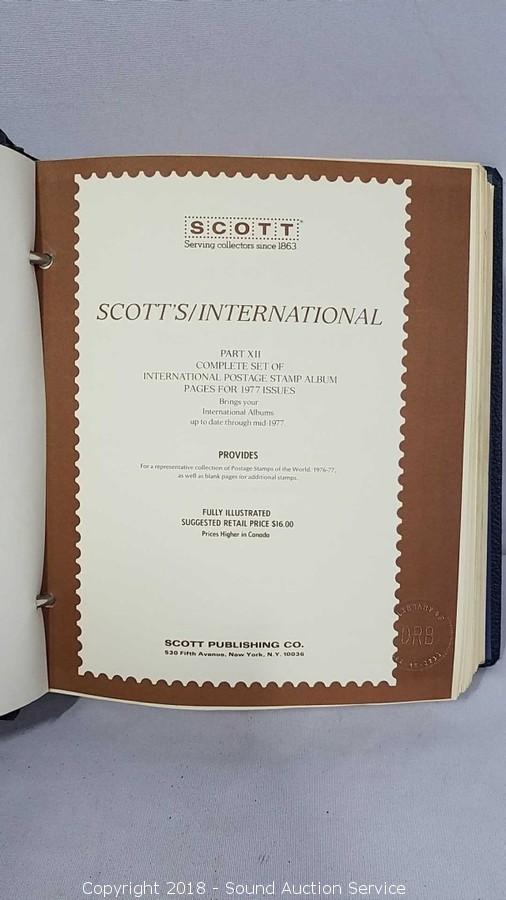 SCOTT
Serving collectors since 1863
SCOTT'S/INTERNATIONAL
PART XII
COMPLETE SET OF
INTERNATIONAL POSTAGE STAMP ALBUM
PAGES FOR 1977 ISSUES
Brings your
International Albums
up to date through mid-1977.
PROVIDES
For a representative collection of Postage Stamps of the World, 1976-77,
as well as blank pages for additional stamps.
FULLY ILLUSTRATED
SUGGESTED RETAIL PRICE $16.00
Prices Higher in Canada
LIBRARY OF
DRB
SCOTT PUBLISHING CO.
530 Fifth Avenue, New York, N.Y. 10036
Copyright 2018 - Sound Auction Service